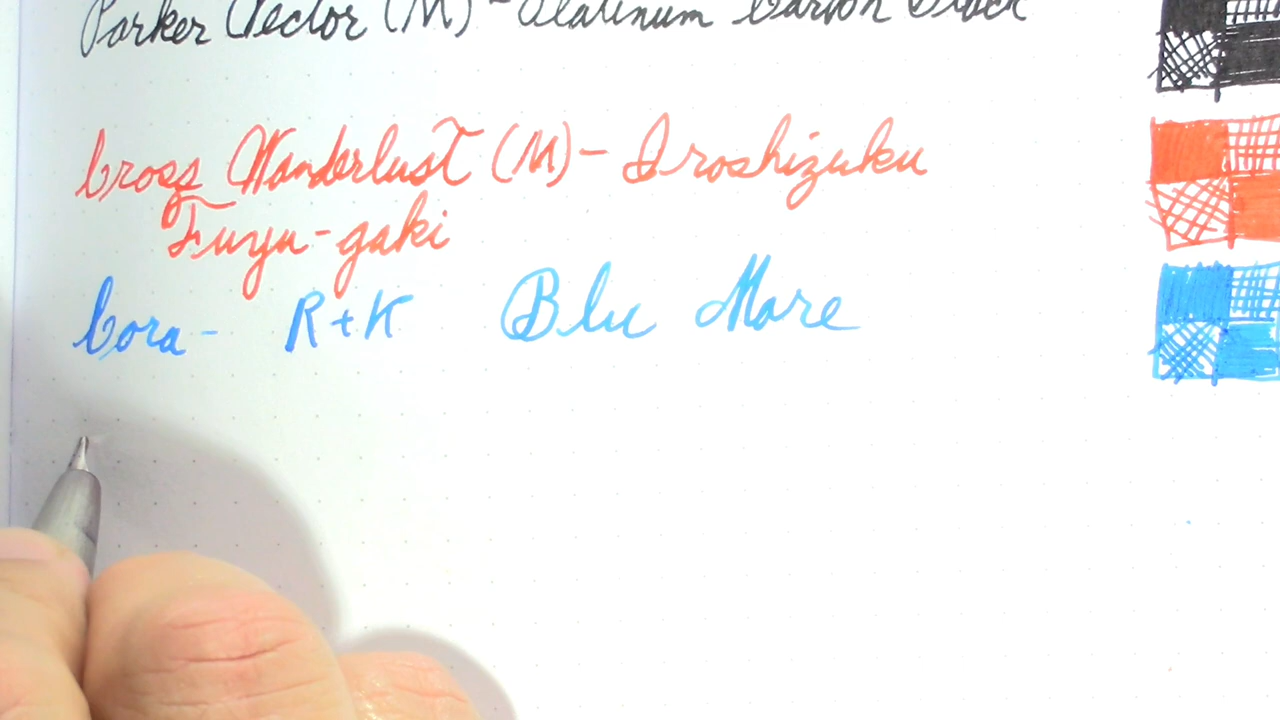 Parker Vector (M) - Platinum Carbon Black
Cross Wanderlust (M) - Iroshizuku
Fuyu-gaki
Cora - R+K Blu Mare